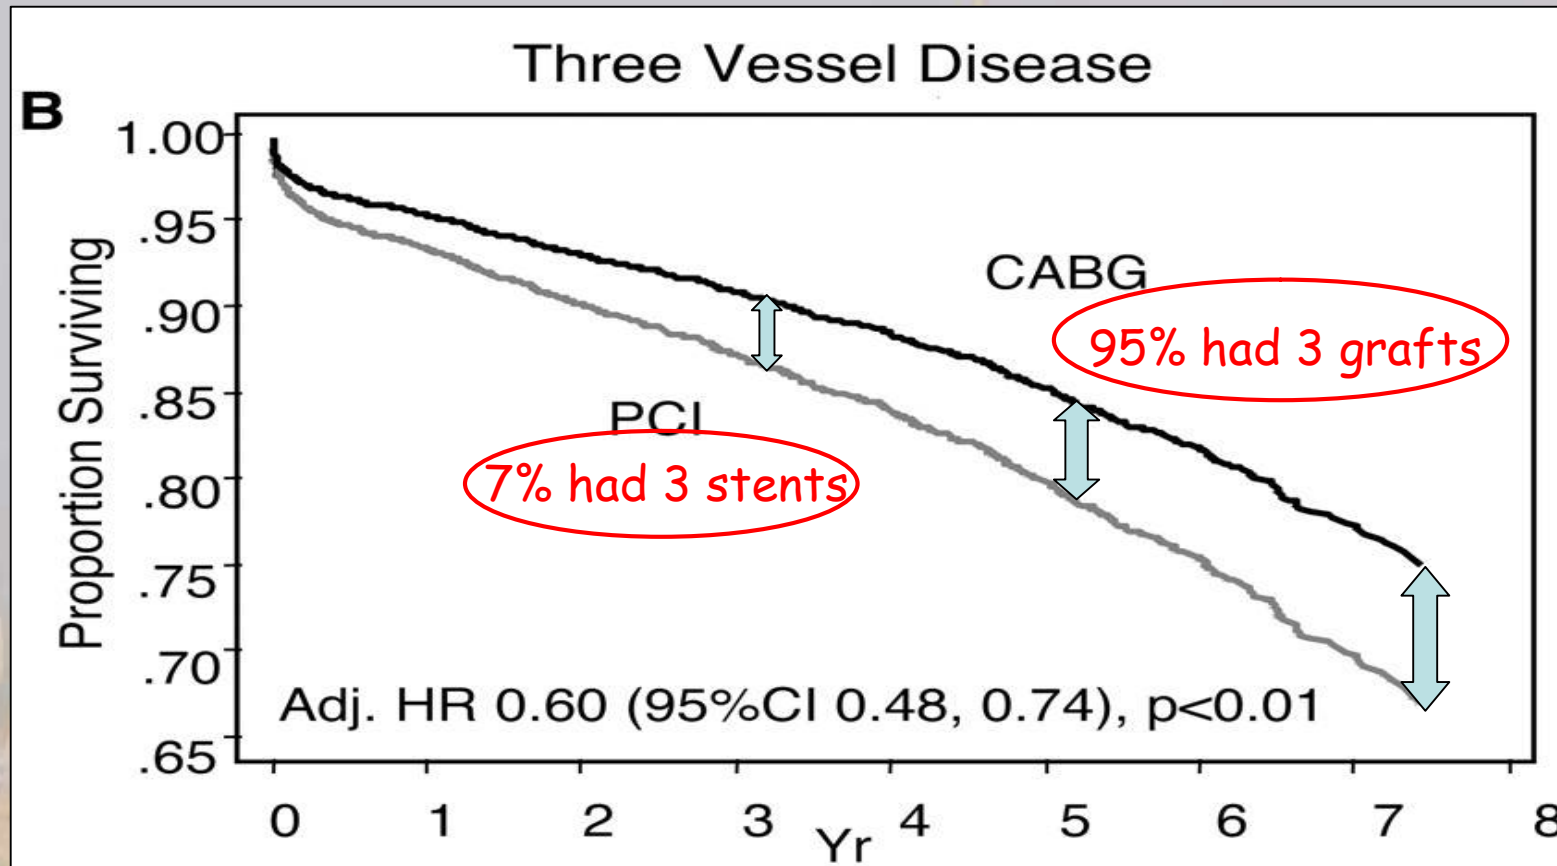 Three Vessel Disease
B
1.00
.95
.90
.85
.80
.75
.70
.65
Proportion Surviving
CABG
95% had 3 grafts
PCI
7% had 3 stents
Adj. HR 0.60 (95%CI 0.48, 0.74), p<0.01
0 1 2 3 4 5 6 7 8
Yr